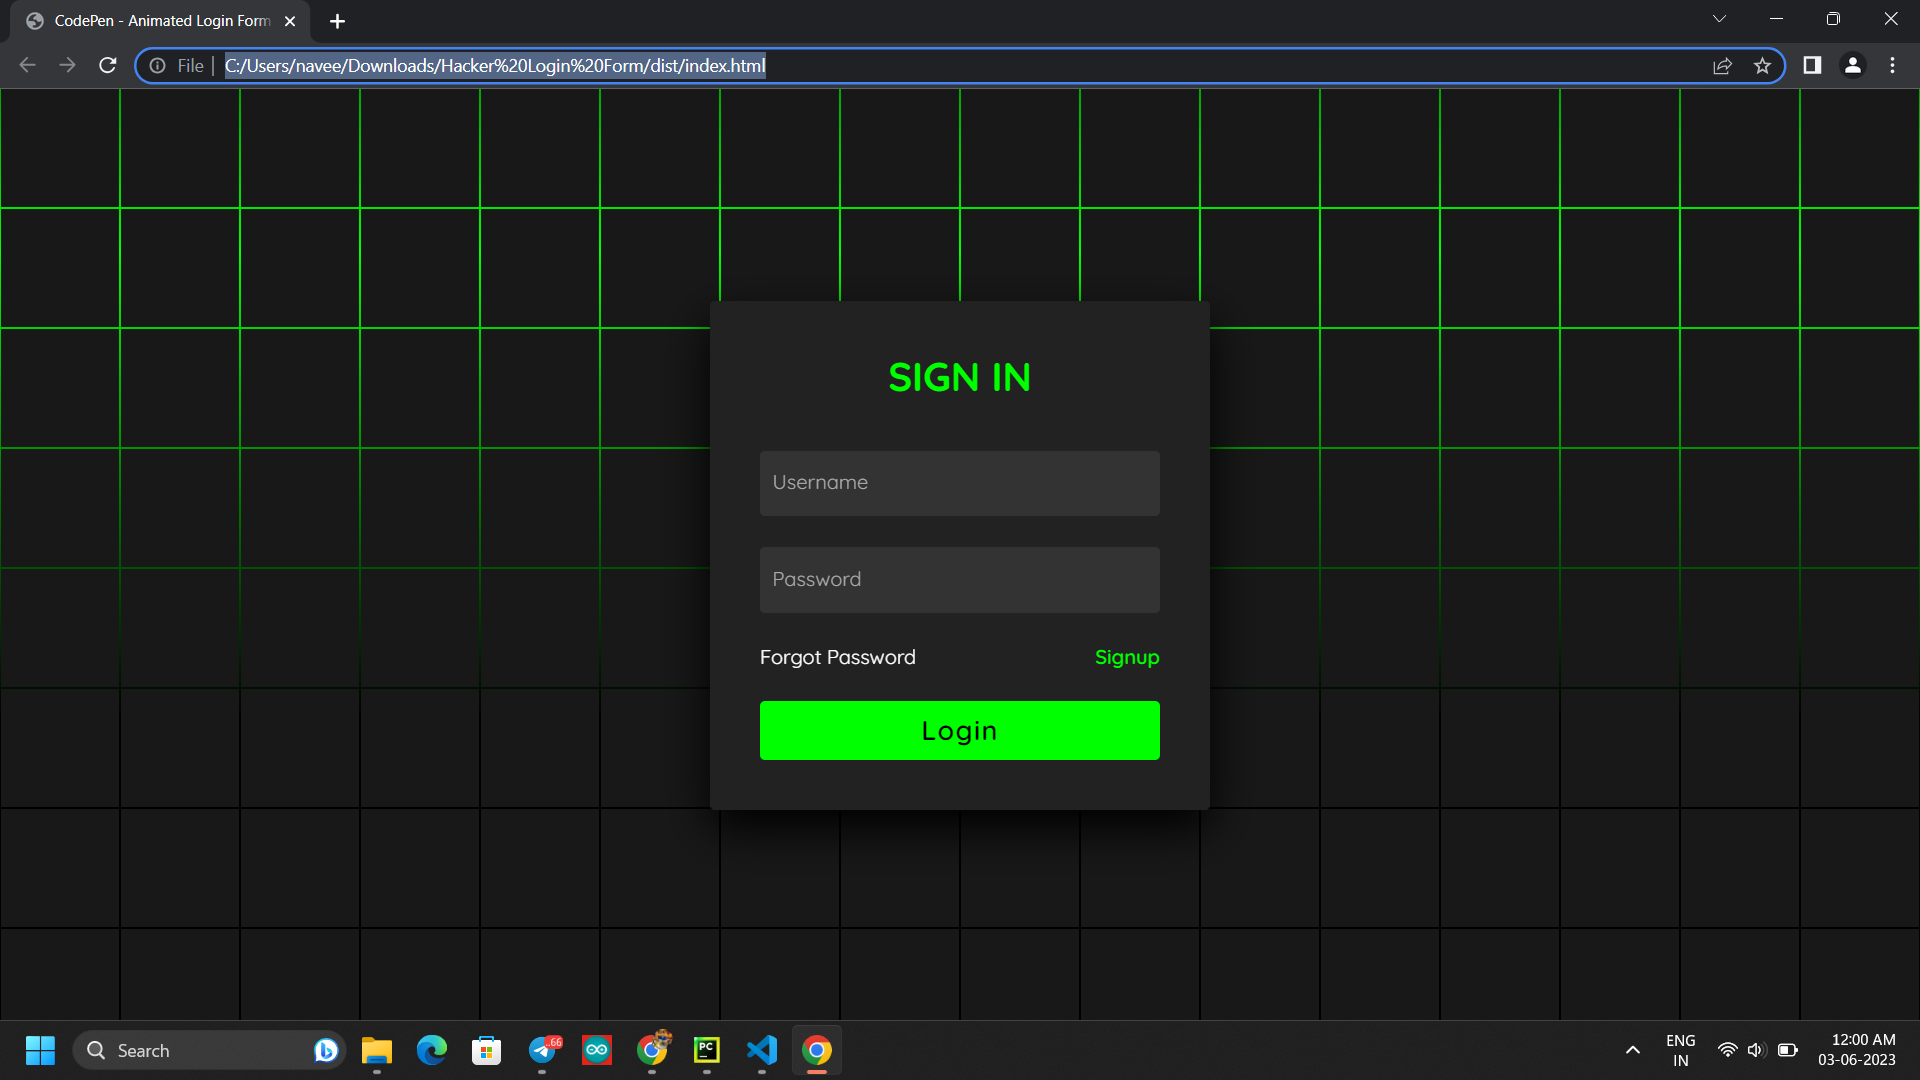 CodePen - Animated Login Form
File
C:/Users/navee/Downloads/Hacker%20Login%20Form/dist/index.html
SIGN IN
Username
Password
Forgot Password Signup
Login
Search
..66
PC
ENG
IN
12:00 AM
03-06-2023